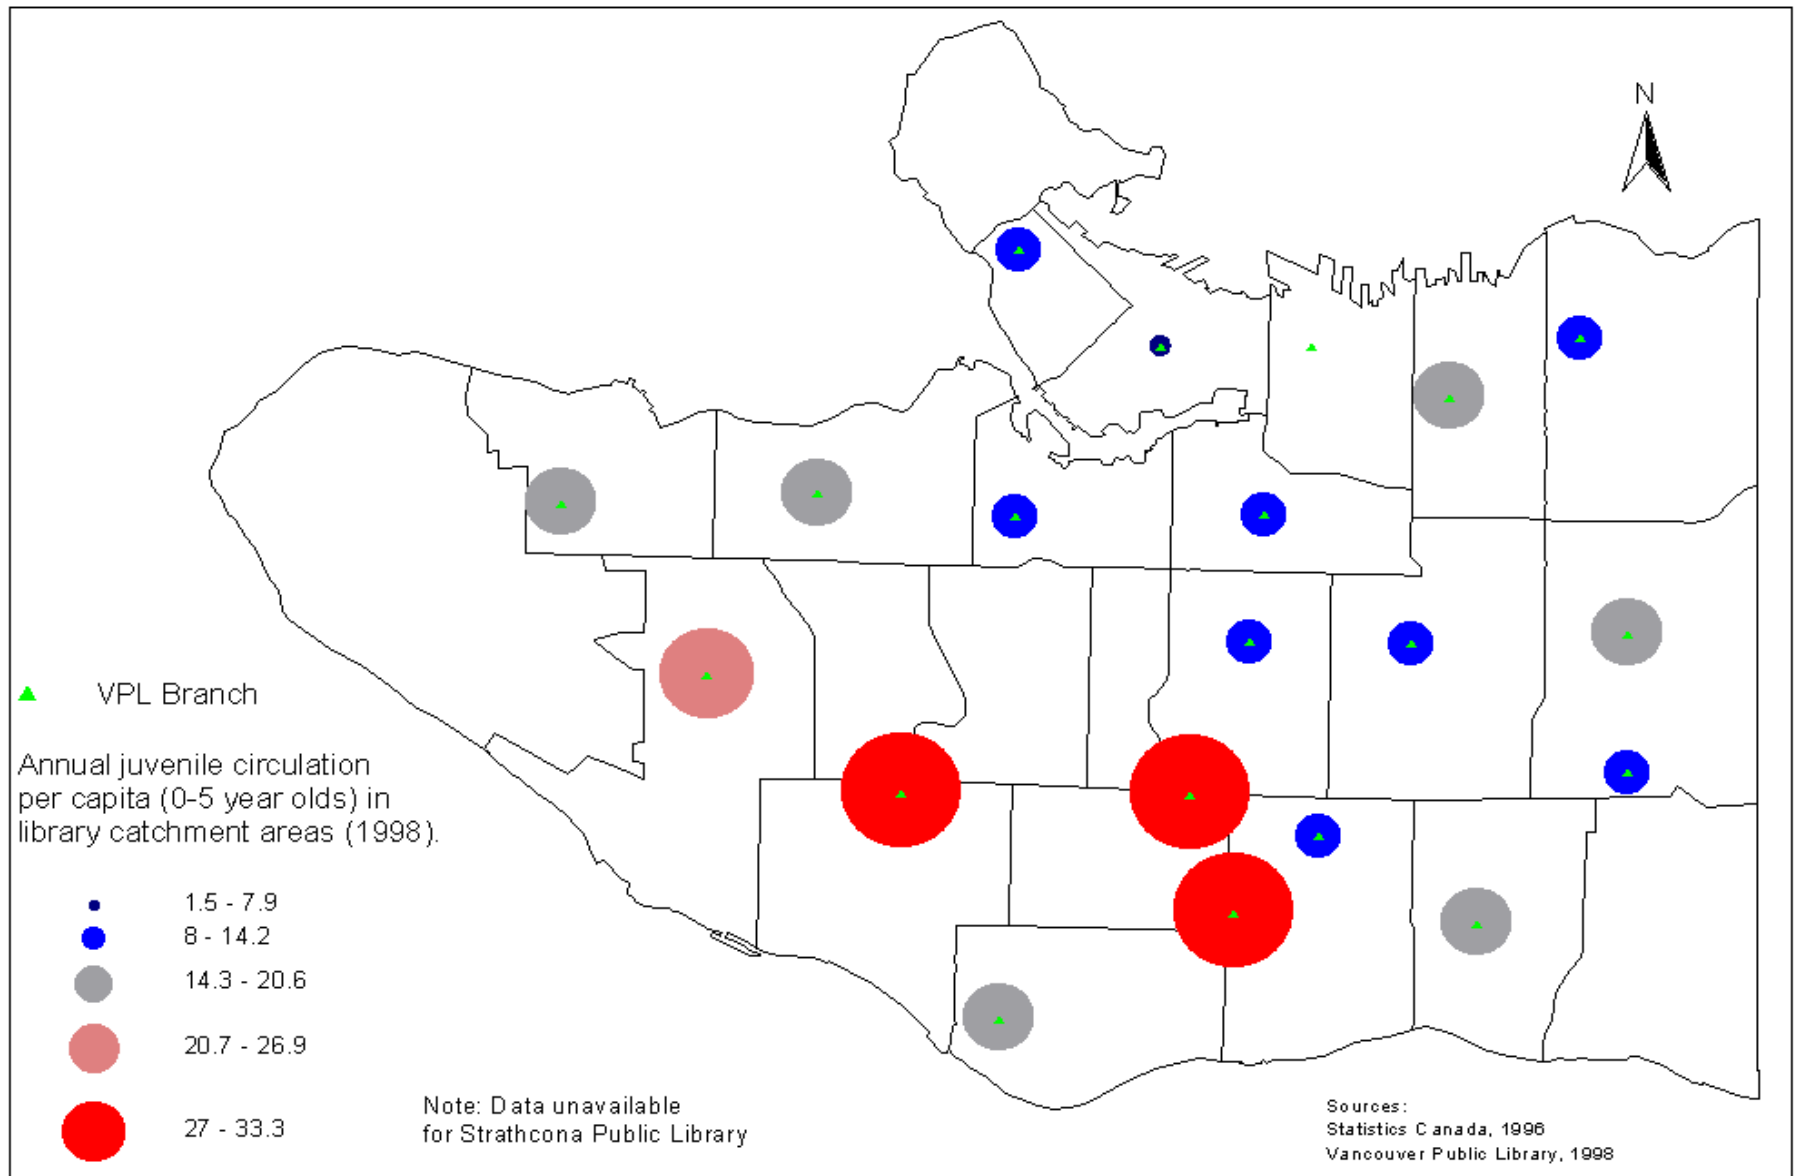 N
VPL Branch
Annual juvenile circulation
per capita (0-5 year olds) in
library catchment areas (1998).
1.5 - 7.9
8 - 14.2
14.3 - 20.6
20.7 - 26.9
27 - 33.3
Note: Data unavailable
for Strathcona Public Library
Sources:
Statistics Canada, 1996
Vancouver Public Library, 1998